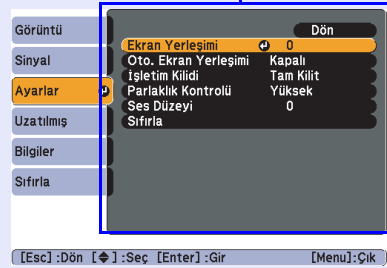 Görüntü
Sinyal
Ayarlar
Uzatılmış
Bilgiler
Sıfırla
Dön
Ekran Yerleşimi 0
Oto. Ekran Yerleşimi Kapalı
İşletim Kilidi Tam Kilit
Parlaklık Kontrolü Yüksek
Ses Düzeyi 0
Sıfırla
[Esc] :Dön [◆] :Seç [Enter] :Gir [Menu] :Çık